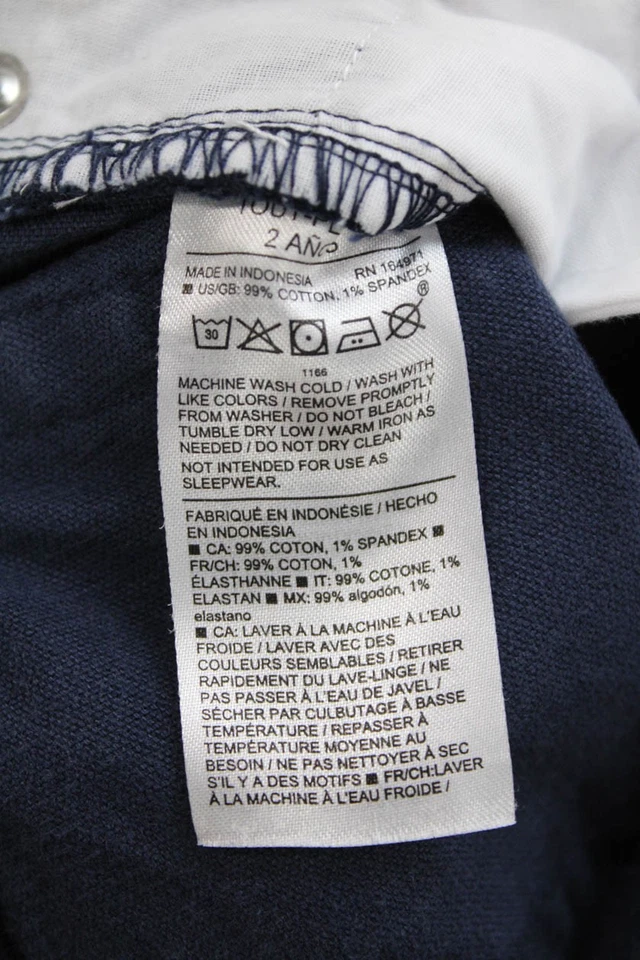 2 AÑO
MADE IN INDONESIA RN 164971
US/GB: 99% COTTON, 1% SPANDEX
30 ®
1166
MACHINE WASH COLD / WASH WITH
LIKE COLORS / REMOVE PROMPTLY
FROM WASHER / DO NOT BLEACH /
TUMBLE DRY LOW / WARM IRON AS
NEEDED / DO NOT DRY CLEAN
NOT INTENDED FOR USE AS
SLEEPWEAR.
FABRIQUÉ EN INDONÉSIE / HECHO
EN INDONESIA
■ CA: 99% COTON, 1% SPANDEX ■
FR/CH: 99% COTON, 1%
ÉLASTHANNE ■ IT: 99% COTONE, 1%
ELASTAN ■ MX: 99% algodón, 1%
elastano
■ CA: LAVER À LA MACHINE À L'EAU
FROIDE / LAVER AVEC DES
COULEURS SEMBLABLES / RETIRER
RAPIDEMENT DU LAVE-LINGE / NE
PAS PASSER À L'EAU DE JAVEL /
SÉCHER PAR CULBUTAGE À BASSE
TEMPÉRATURE / REPASSER À
TEMPÉRATURE MOYENNE AU
BESOIN / NE PAS NETTOYER À SEC
S'IL Y A DES MOTIFS ■ FR/CH:LAVER
À LA MACHINE À L'EAU FROIDE /